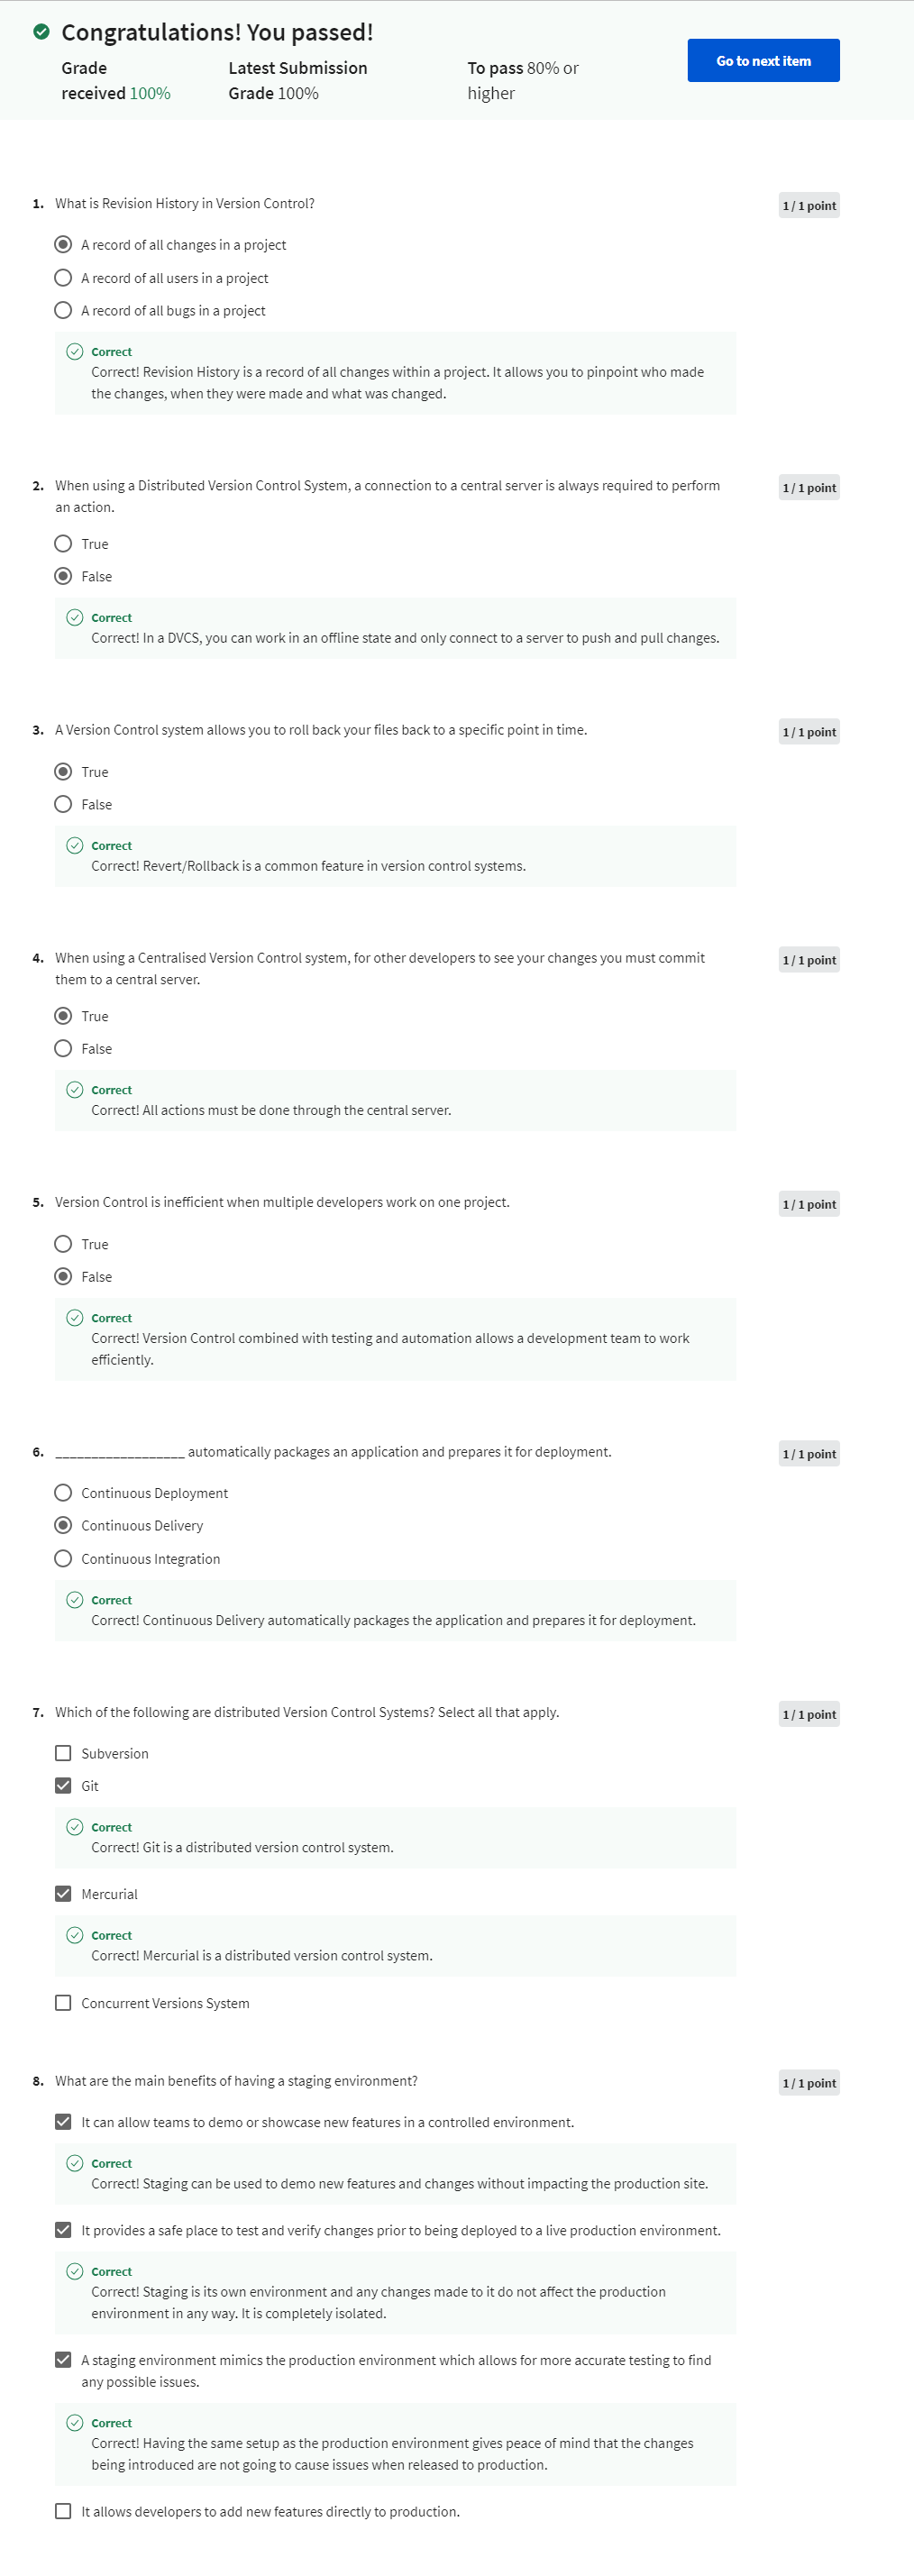 Congratulations! You passed!
Grade received 100%
Latest Submission Grade 100%
To pass 80% or higher
Go to next item
1. What is Revision History in Version Control?
1 / 1 point
A record of all changes in a project
A record of all users in a project
A record of all bugs in a project
Correct
Correct! Revision History is a record of all changes within a project. It allows you to pinpoint who made
the changes, when they were made and what was changed.
2. When using a Distributed Version Control System, a connection to a central server is always required to perform
an action.
1 / 1 point
True
False
Correct
Correct! In a DVCS, you can work in an offline state and only connect to a server to push and pull changes.
3. A Version Control system allows you to roll back your files back to a specific point in time.
1 / 1 point
True
False
Correct
Correct! Revert/Rollback is a common feature in version control systems.
4. When using a Centralised Version Control system, for other developers to see your changes you must commit
them to a central server.
1 / 1 point
True
False
Correct
Correct! All actions must be done through the central server.
5. Version Control is inefficient when multiple developers work on one project.
1 / 1 point
True
False
Correct
Correct! Version Control combined with testing and automation allows a development team to work
efficiently.
6. __________________ automatically packages an application and prepares it for deployment.
1 / 1 point
Continuous Deployment
Continuous Delivery
Continuous Integration
Correct
Correct! Continuous Delivery automatically packages the application and prepares it for deployment.
7. Which of the following are distributed Version Control Systems? Select all that apply.
1 / 1 point
Subversion
Git
Correct
Correct! Git is a distributed version control system.
Mercurial
Correct
Correct! Mercurial is a distributed version control system.
Concurrent Versions System
8. What are the main benefits of having a staging environment?
1 / 1 point
It can allow teams to demo or showcase new features in a controlled environment.
Correct
Correct! Staging can be used to demo new features and changes without impacting the production site.
It provides a safe place to test and verify changes prior to being deployed to a live production environment.
Correct
Correct! Staging is its own environment and any changes made to it do not affect the production
environment in any way. It is completely isolated.
A staging environment mimics the production environment which allows for more accurate testing to find
any possible issues.
Correct
Correct! Having the same setup as the production environment gives peace of mind that the changes
being introduced are not going to cause issues when released to production.
It allows developers to add new features directly to production.